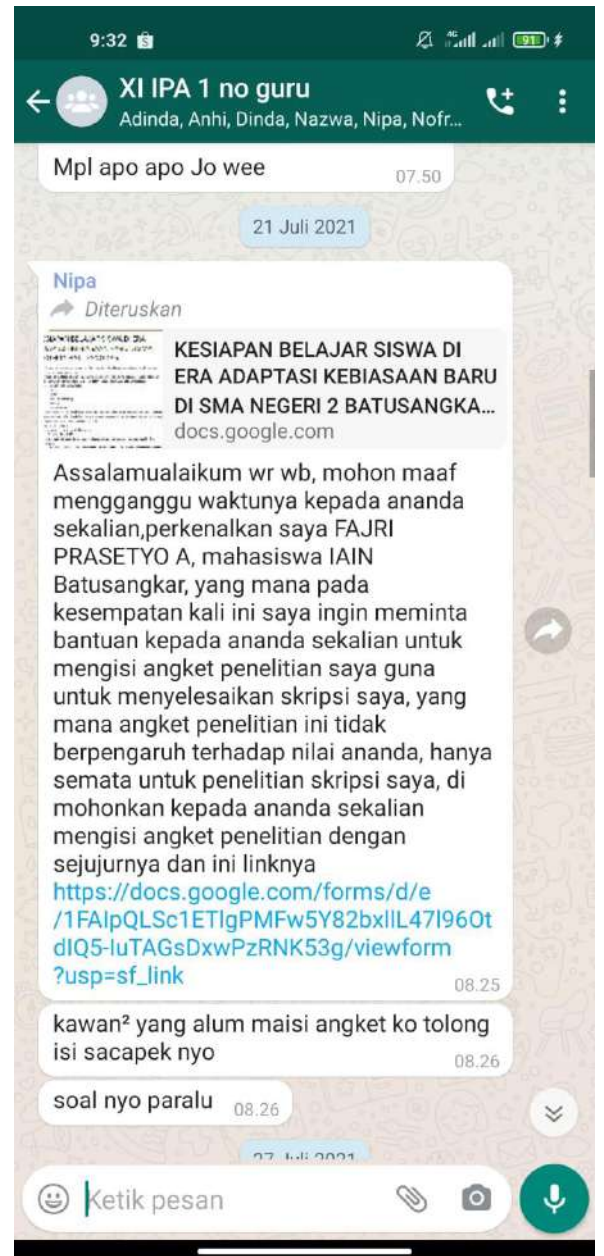 9:32
4G
91
XI IPA 1 no guru
Adinda, Anhi, Dinda, Nazwa, Nipa, Nofr...
Mpl apo apo Jo wee
07.50
21 Juli 2021
Nipa
Diteruskan
KESIAPAN BELAJAR SISWA DI
ERA ADAPTASI KEBIASAAN BARU
DI SMA NEGERI 2 BATUSANGKA...
docs.google.com
Assalamualaikum wr wb, mohon maaf
mengganggu waktunya kepada ananda
sekalian,perkenalkan saya FAJRI
PRASETYO A, mahasiswa IAIN
Batusangkar, yang mana pada
kesempatan kali ini saya ingin meminta
bantuan kepada ananda sekalian untuk
mengisi angket penelitian saya guna
untuk menyelesaikan skripsi saya, yang
mana angket penelitian ini tidak
berpengaruh terhadap nilai ananda, hanya
semata untuk penelitian skripsi saya, di
mohonkan kepada ananda sekalian
mengisi angket penelitian dengan
sejujurnya dan ini linknya
https://docs.google.com/forms/d/e
/1FAIpQLSc1ETlgPMFw5Y82bxllL47l96Ot
dIQ5-luTAGsDxwPzRNK53g/viewform
?usp=sf_link
08.25
kawan² yang alum maisi angket ko tolong
isi sacapek nyo
08.26
soal nyo paralu
08.26
27 Juli 2021
Ketik pesan